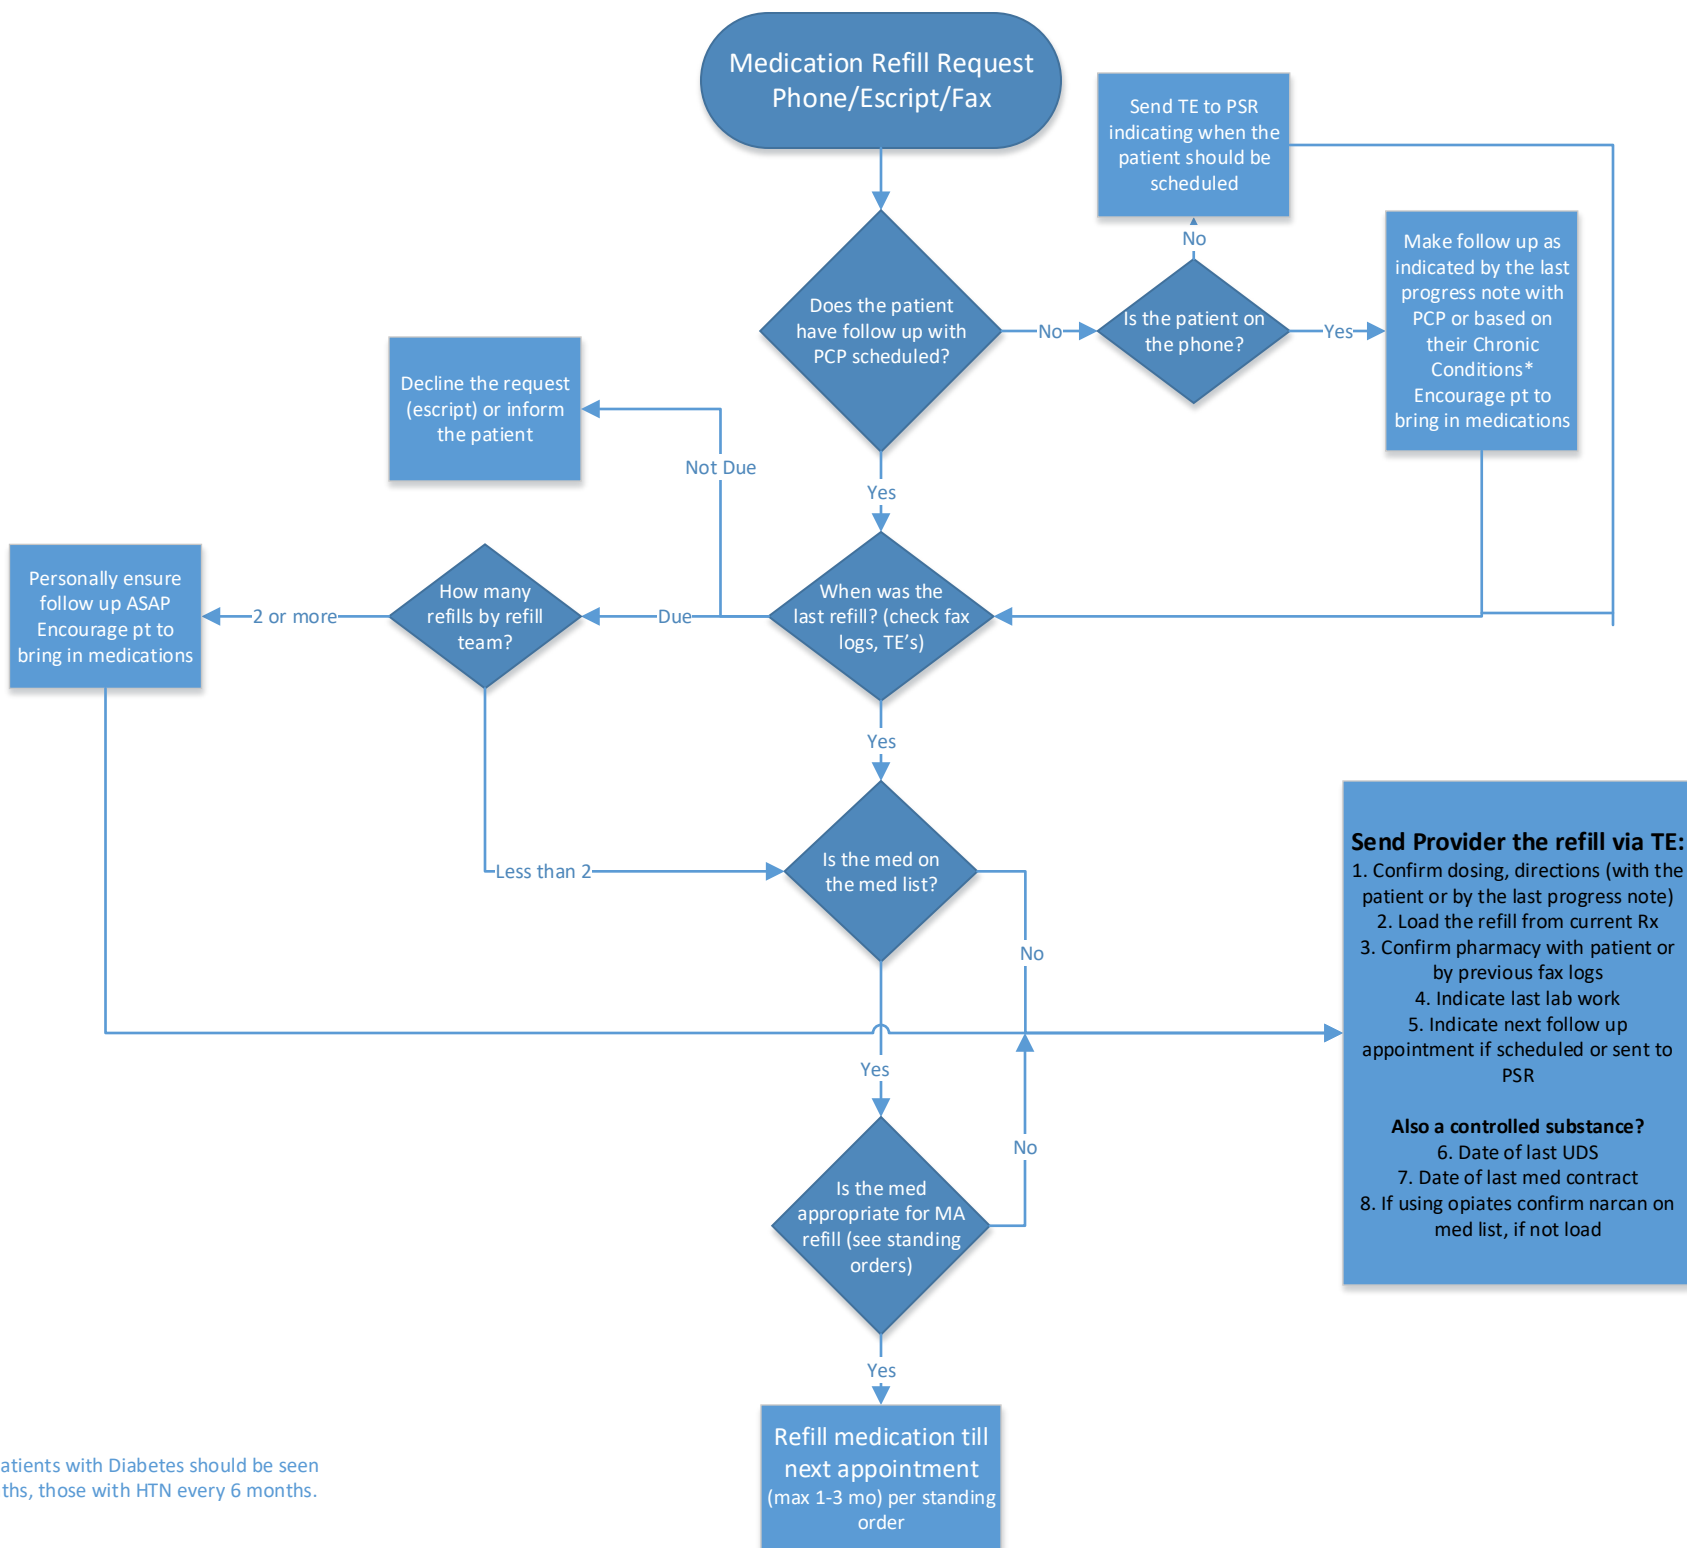 Medication Refill Request
Phone/Escript/Fax
Send TE to PSR
indicating when the
patient should be
scheduled
No
Make follow up as
indicated by the last
progress note with
PCP or based on
their Chronic
Conditions*
Encourage pt to
bring in medications
Does the patient
have follow up with
PCP scheduled?
No
Is the patient on
the phone?
Yes
Decline the request
(escript) or inform
the patient
Not Due
Yes
Personally ensure
follow up ASAP
Encourage pt to
bring in medications
2 or more
How many
refills by refill
team?
Due
When was the
last refill? (check fax
logs, TE's)
Yes
Less than 2
Is the med on
the med list?
No
Send Provider the refill via TE:
1. Confirm dosing, directions (with the
patient or by the last progress note)
2. Load the refill from current Rx
3. Confirm pharmacy with patient or
by previous fax logs
4. Indicate last lab work
5. Indicate next follow up
appointment if scheduled or sent to
PSR
Also a controlled substance?
6. Date of last UDS
7. Date of last med contract
8. If using opiates confirm narcan on
med list, if not load
Yes
No
Is the med
appropriate for MA
refill (see standing
orders)
Yes
Refill medication till
next appointment
(max 1-3 mo) per standing
order
atients with Diabetes should be seen
ths, those with HTN every 6 months.